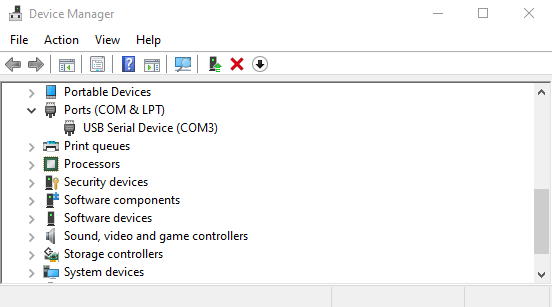 Device Manager
File Action View Help
Portable Devices
Ports (COM & LPT)
USB Serial Device (COM3)
Print queues
Processors
Security devices
Software components
Software devices
Sound, video and game controllers
Storage controllers
System devices